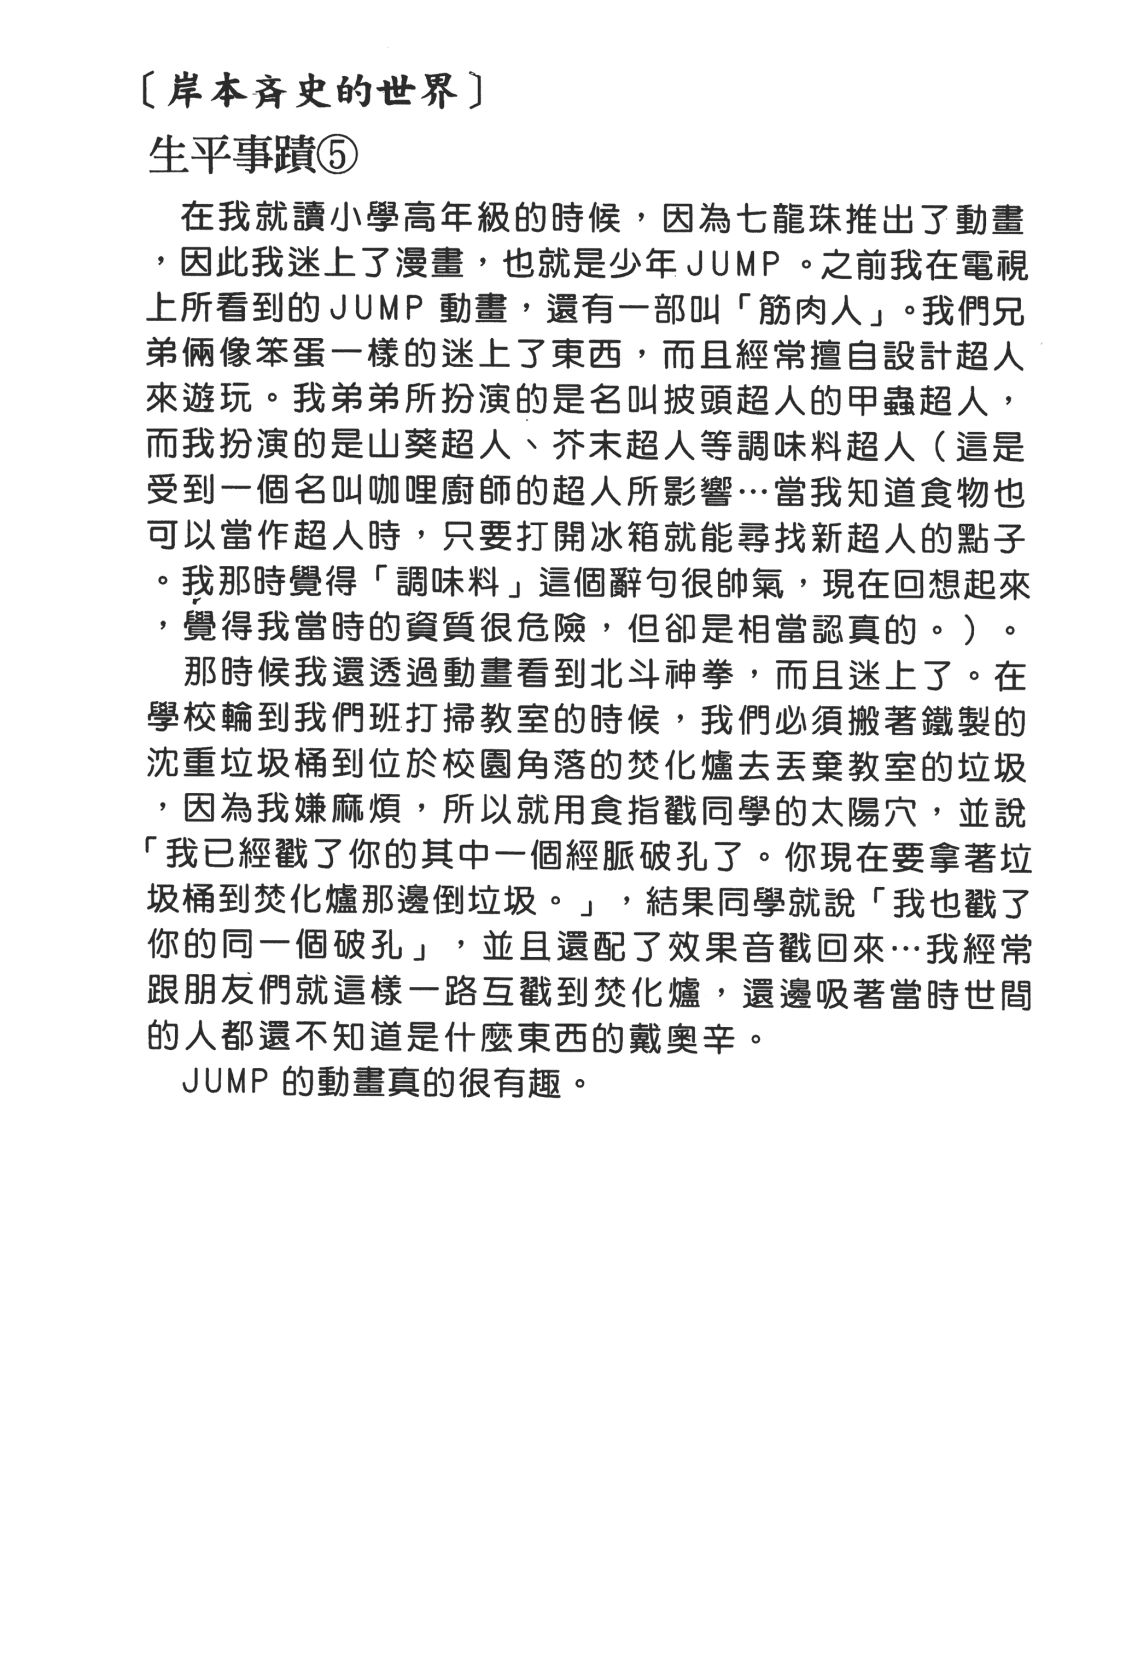 〔岸本斉史的世界〕
生平事蹟⑤
在我就讀小學高年級的時候，因為七龍珠推出了動畫
，因此我迷上了漫畫，也就是少年JUMP。之前我在電視
上所看到的JUMP動畫，還有一部叫「筋肉人」。我們兄
弟倆像笨蛋一樣的迷上了東西，而且經常擅自設計超人
來遊玩。我弟弟所扮演的是名叫披頭超人的甲蟲超人，
而我扮演的是山葵超人、芥末超人等調味料超人（這是
受到一個名叫咖哩廚師的超人所影響…當我知道食物也
可以當作超人時，只要打開冰箱就能尋找新超人的點子
。我那時覺得「調味料」這個辭句很帥氣，現在回想起來
，覺得我當時的資質很危險，但卻是相當認真的。）。
那時候我還透過動畫看到北斗神拳，而且迷上了。在
學校輪到我們班打掃教室的時候，我們必須搬著鐵製的
沈重垃圾桶到位於校園角落的焚化爐去丟棄教室的垃圾
，因為我嫌麻煩，所以就用食指戳同學的太陽穴，並說
「我已經戳了你的其中一個經脈破孔了。你現在要拿著垃
圾桶到焚化爐那邊倒垃圾。」，結果同學就說「我也戳了
你的同一個破孔」，並且還配了效果音戳回來…我經常
跟朋友們就這樣一路互戳到焚化爐，還邊吸著當時世間
的人都還不知道是什麼東西的戴奧辛。
JUMP的動畫真的很有趣。